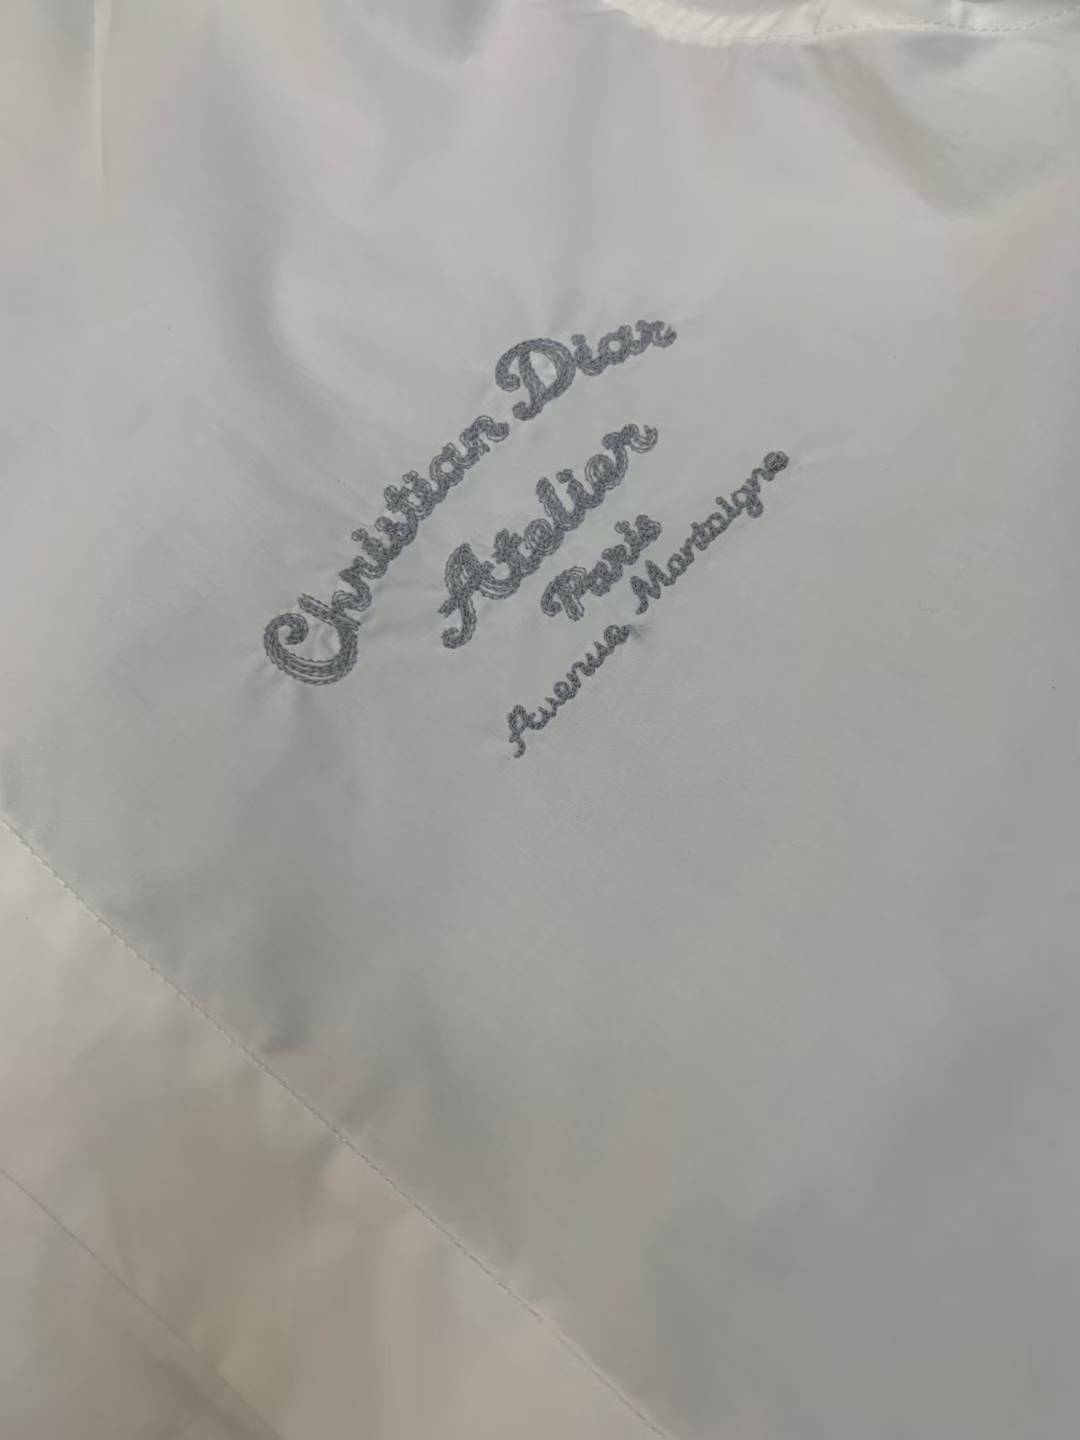 Christian Dior
Atelier
Paris
Avenue Montaigne